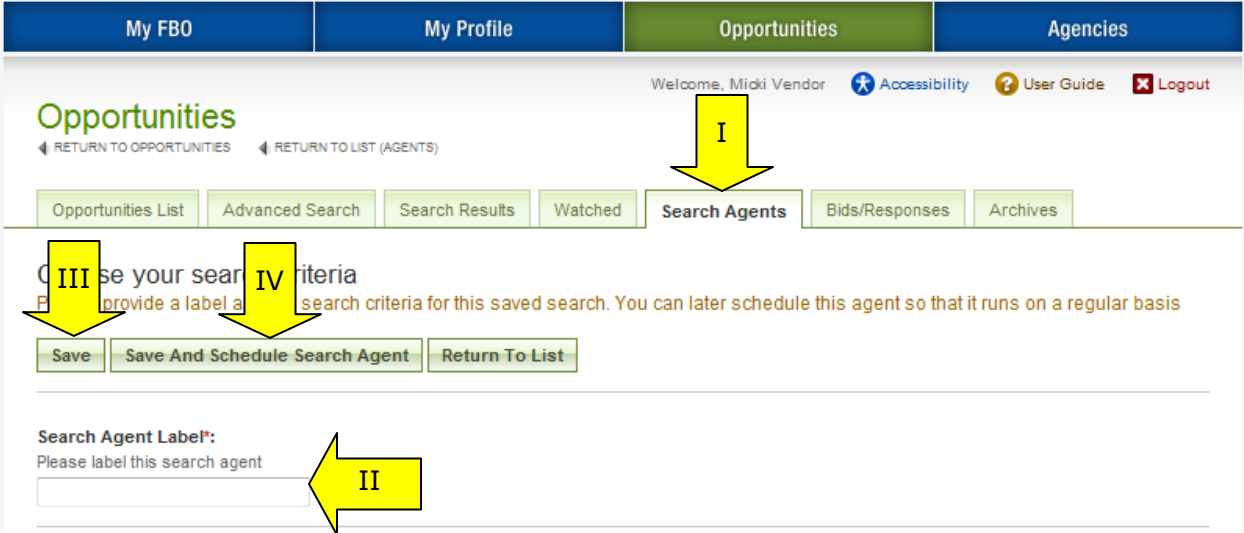 My FBO My Profile Opportunities Agencies
Welcome, Micki Vendor Accessibility User Guide Logout
I
Opportunities
RETURN TO OPPORTUNITIES RETURN TO LIST (AGENTS)
Opportunities List Advanced Search Search Results Watched Search Agents Bids/Responses Archives
III IV
your
provide a search criteria for this saved search. You can later schedule this agent so that it runs on a regular basis
Save Save And Schedule Search Agent Return To List
Search Agent Label*:
Please label this search agent
II